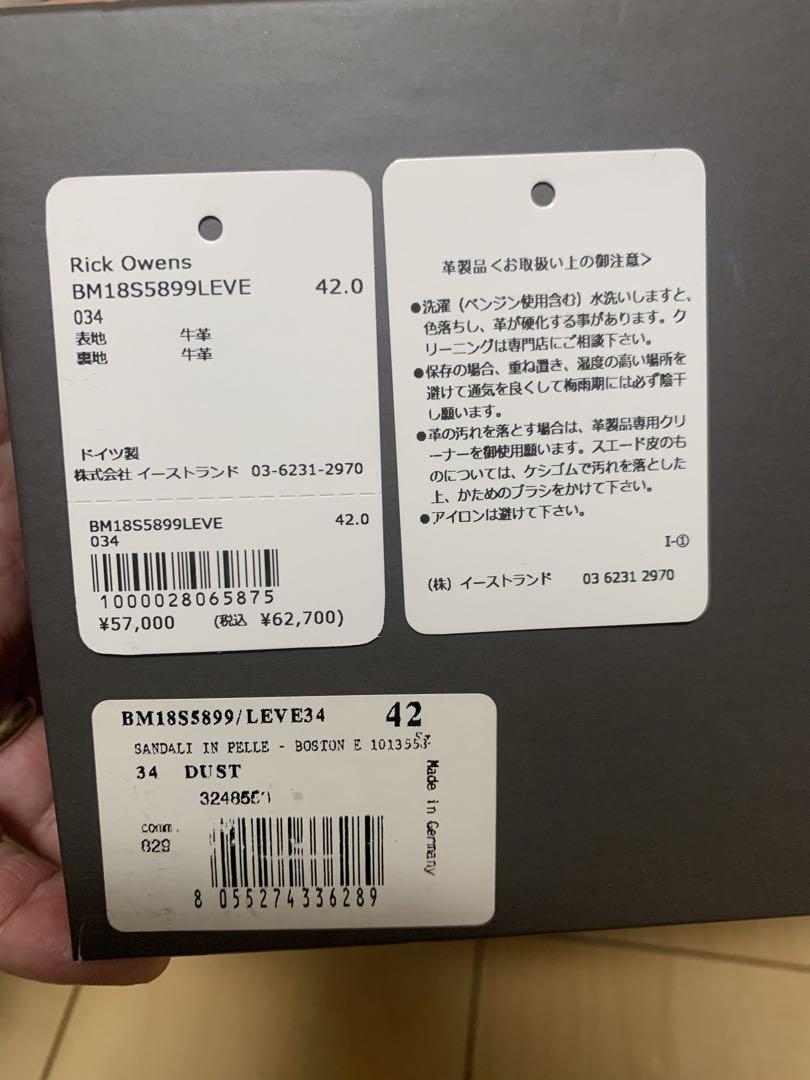 Rick Owens
BM18S5899LEVE 42.0
034
表地 牛革
裏地 牛革
ドイツ製
株式会社 イーストランド 03-6231-2970
BM18S5899LEVE 42.0
034
1000028065875
¥57,000 (税込 ¥62,700)
革製品<お取扱い上の御注意>
●洗濯（ベンジン使用含む）水洗いしますと、
色落ちし、革が硬化する事があります。ク
リーニングは専門店にご相談下さい。
●保存の場合、重ね置き、湿度の高い場所を
避けて通気を良くして梅雨期には必ず陰干
し願います。
●革の汚れを落とす場合は、革製品専用クリ
ーナーを御使用願います。スエード皮のも
のについては、ケシゴムで汚れを落とした
上、かためのブラシをかけて下さい。
●アイロンは避けて下さい。
I-①
（株）イーストランド 03 6231 2970
BM18S5899/LEVE34 42
SANDALI IN PELLE - BOSTON E 1013553
34 DUST
comm.
829
8 055274336289
Made in Germany